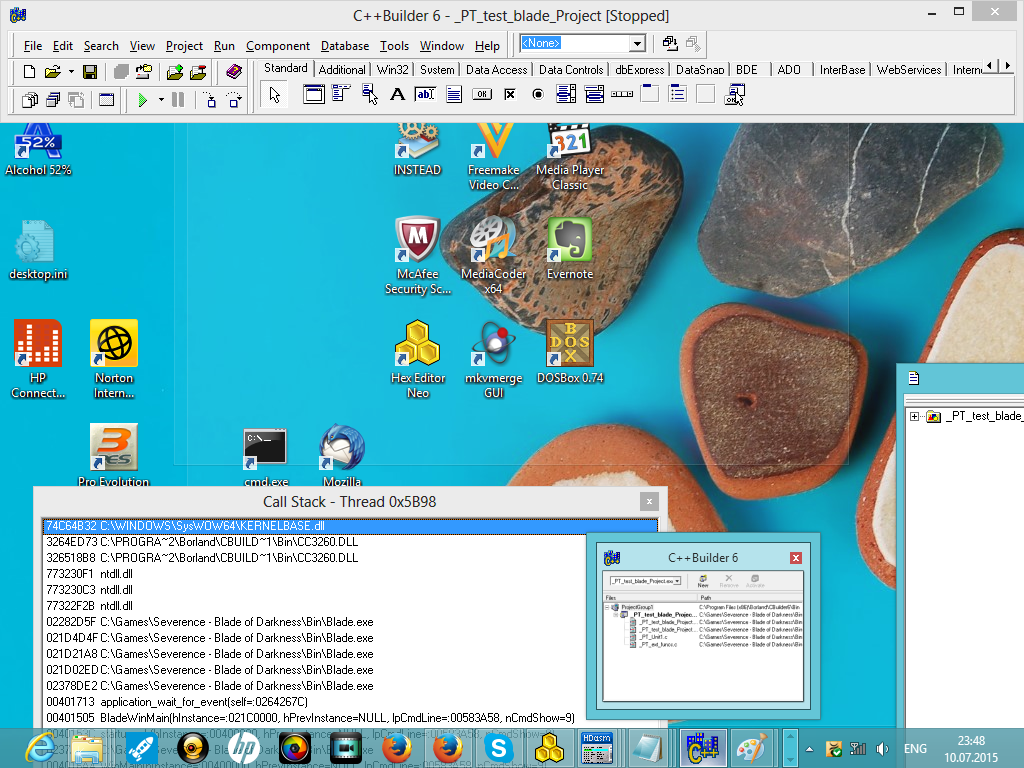 C++Builder 6 - _PT_test_blade_Project [Stopped]
File Edit Search View Project Run Component Database Tools Window Help
<None>
Standard Additional Win32 System Data Access Data Controls dbExpress DataSnap BDE ADO InterBase WebServices Intern
Alcohol 52%
INSTEAD
Freemake
Video C...
Media Player
Classic
desktop.ini
McAfee
Security Sc...
MediaCoder
x64
Evernote
HP
Connect...
Norton
Intern...
Hex Editor
Neo
mkvmerge
GUI
DOSBox 0.74
_PT_test_blade_
Pro Evolution
cmd.exe
Mozilla
Call Stack - Thread 0x5B98
74C64B32 C:\WINDOWS\SysWOW64\KERNELBASE.dll
3264ED73 C:\PROGRA~2\Borland\CBUILD~1\Bin\CC3260.DLL
326518B8 C:\PROGRA~2\Borland\CBUILD~1\Bin\CC3260.DLL
773230F1 ntdll.dll
773230C3 ntdll.dll
77322F2B ntdll.dll
02282D5F C:\Games\Severence - Blade of Darkness\Bin\Blade.exe
021D4D4F C:\Games\Severence - Blade of Darkness\Bin\Blade.exe
021D21A8 C:\Games\Severence - Blade of Darkness\Bin\Blade.exe
021D02ED C:\Games\Severence - Blade of Darkness\Bin\Blade.exe
02378DE2 C:\Games\Severence - Blade of Darkness\Bin\Blade.exe
00401713 application_wait_for_event(self=:0264267C)
00401505 BladeWinMain(hInstance=:021C0000, hPrevInstance=NULL, lpCmdLine=:00583A58, nCmdShow=9)
C++Builder 6
_PT_test_blade_Project.exe
New Remove Activate
Files Path
ProjectGroup1 C:\Program Files (x86)\Borland\CBuilder6\Bin
_PT_test_blade_Projec... C:\Games\Severence - Blade of Darkness\Bin
_PT_test_blade_Project... C:\Games\Severence - Blade of Darkness\Bin
_PT_test_blade_Project... C:\Games\Severence - Blade of Darkness\Bin
_PT_Unit1.c C:\Games\Severence - Blade of Darkness\Bin
_PT_ext_funcs.c C:\Games\Severence - Blade of Darkness\Bin
HDasm
ENG
23:48
10.07.2015